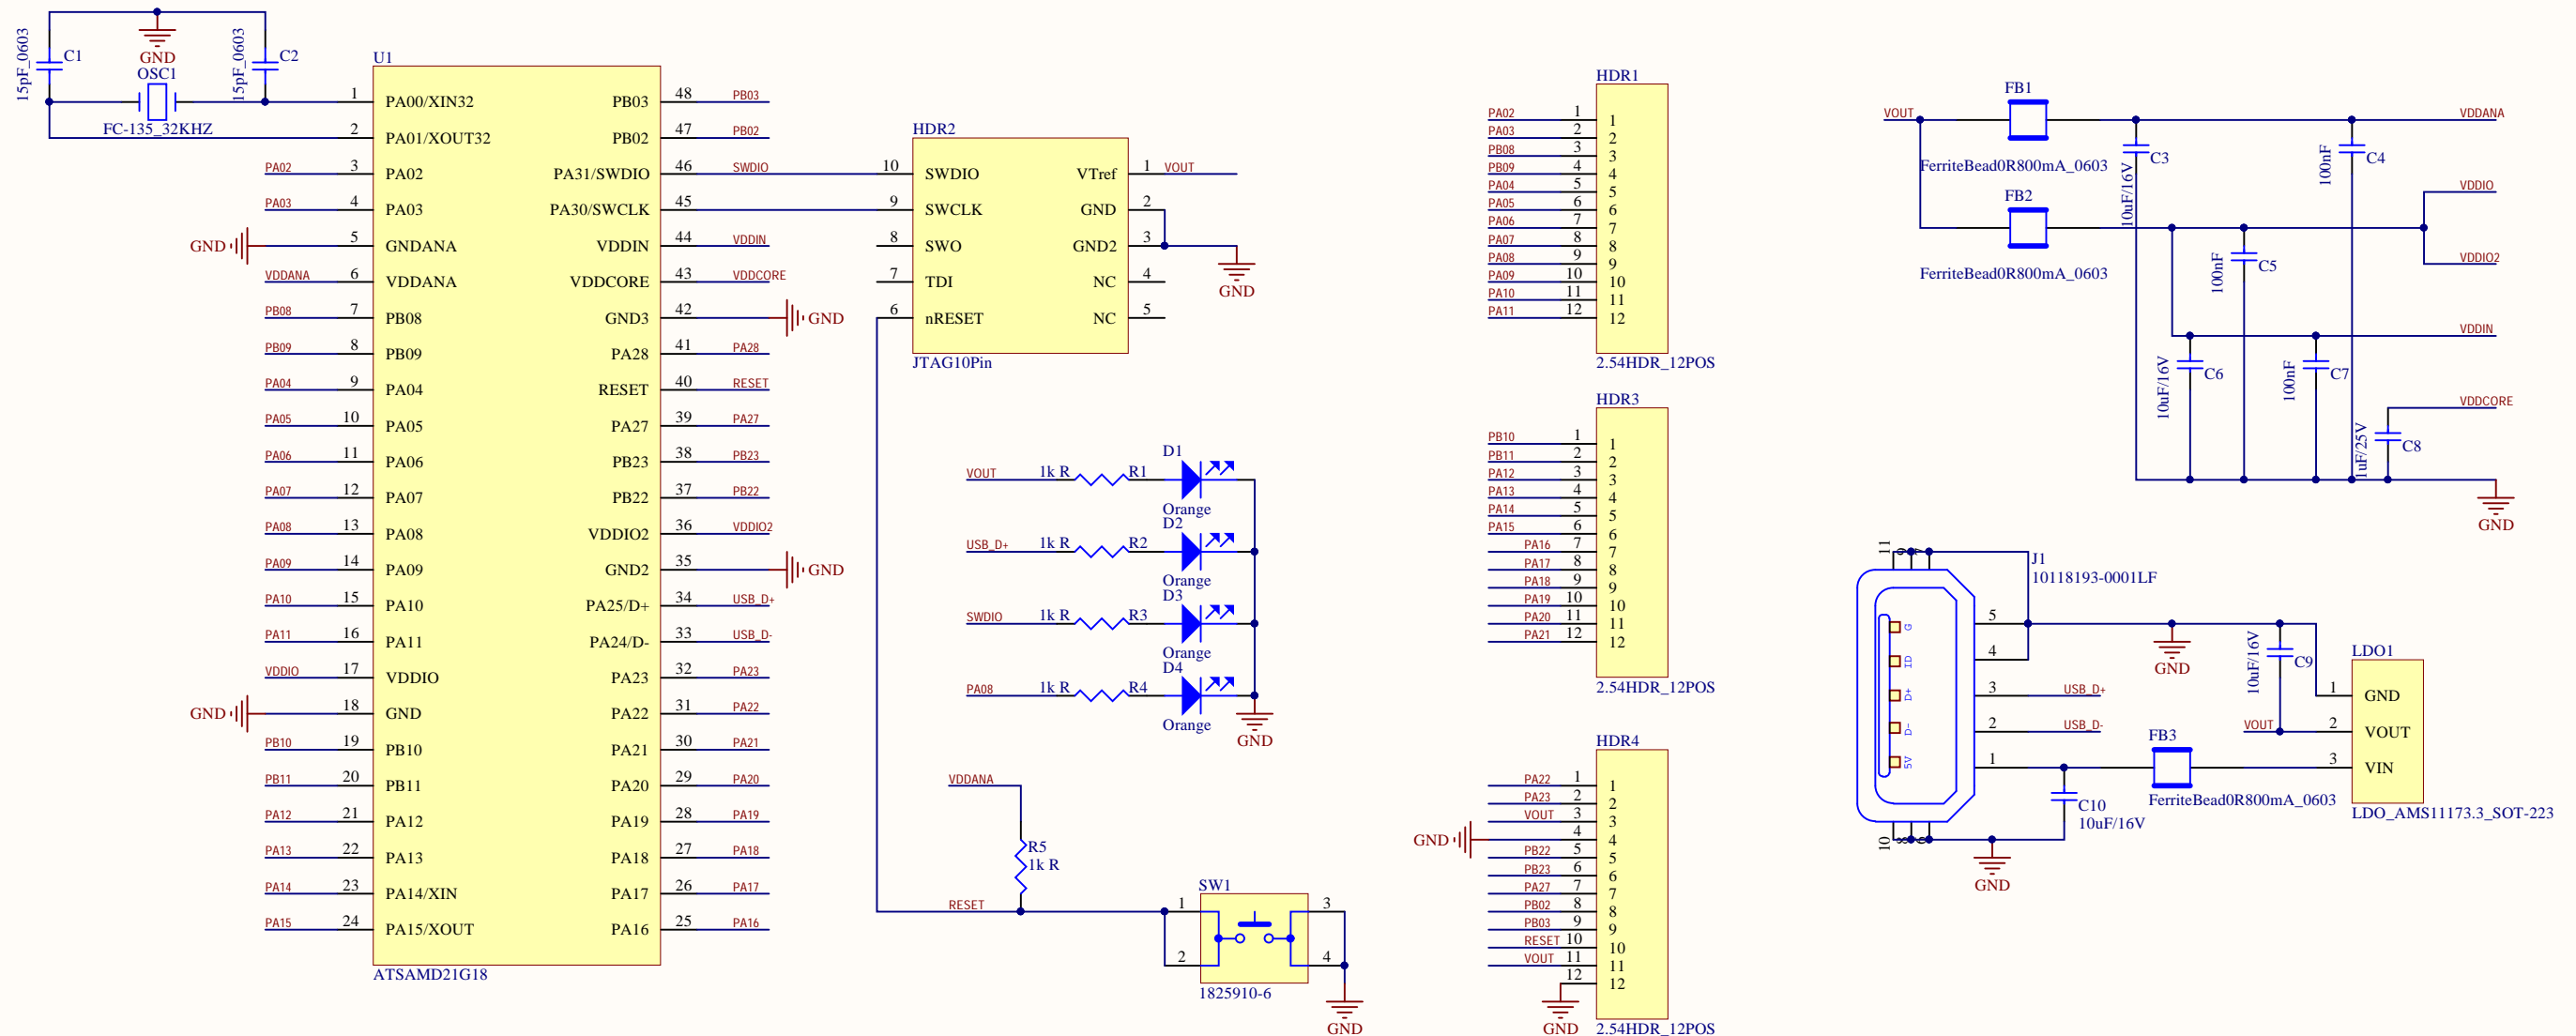 15pF_0603
C1
GND
OSC1
15pF_0603
C2
FC-135_32KHZ
U1
1 PA00/XIN32
2 PA01/XOUT32
PA02 3 PA02
PA03 4 PA03
GND 5 GNDANA
VDDANA 6 VDDANA
PB08 7 PB08
PB09 8 PB09
PA04 9 PA04
PA05 10 PA05
PA06 11 PA06
PA07 12 PA07
PA08 13 PA08
PA09 14 PA09
PA10 15 PA10
PA11 16 PA11
VDDIO 17 VDDIO
GND 18 GND
PB10 19 PB10
PB11 20 PB11
PA12 21 PA12
PA13 22 PA13
PA14 23 PA14/XIN
PA15 24 PA15/XOUT
PB03 48 PB03
PB02 47 PB02
PA31/SWDIO 46 SWDIO
PA30/SWCLK 45
VDDIN 44 VDDIN
VDDCORE 43 VDDCORE
GND3 42 GND
PA28 41 PA28
RESET 40 RESET
PA27 39 PA27
PB23 38 PB23
PB22 37 PB22
VDDIO2 36 VDDIO2
GND2 35 GND
PA25/D+ 34 USB_D+
PA24/D- 33 USB_D-
PA23 32 PA23
PA22 31 PA22
PA21 30 PA21
PA20 29 PA20
PA19 28 PA19
PA18 27 PA18
PA17 26 PA17
PA16 25 PA16
ATSAMD21G18
HDR2
10 SWDIO VTref 1 VOUT
9 SWCLK GND 2
8 SWO GND2 3
7 TDI NC 4
6 nRESET NC 5
GND
JTAG10Pin
D1
VOUT 1k R R1
Orange
D2
USB_D+ 1k R R2
Orange
D3
SWDIO 1k R R3
Orange
D4
PA08 1k R R4
Orange
GND
VDDANA
R5
1k R
RESET
SW1
1 3
2 4
1825910-6
GND
HDR1
PA02 1 1
PA03 2 2
PB08 3 3
PB09 4 4
PA04 5 5
PA05 6 6
PA06 7 7
PA07 8 8
PA08 9 9
PA09 10 10
PA10 11 11
PA11 12 12
2.54HDR_12POS
HDR3
PB10 1 1
PB11 2 2
PA12 3 3
PA13 4 4
PA14 5 5
PA15 6 6
PA16 7 7
PA17 8 8
PA18 9 9
PA19 10 10
PA20 11 11
PA21 12 12
2.54HDR_12POS
HDR4
PA22 1 1
PA23 2 2
VOUT 3 3
GND 4 4
PB22 5 5
PB23 6 6
PA27 7 7
PB02 8 8
PB03 9 9
RESET 10 10
VOUT 11 11
12 12
GND
2.54HDR_12POS
FB1
VOUT
VDDANA
FerriteBead0R800mA_0603
C3
10uF/16V
100nF
C4
FB2
VDDIO
VDDIO2
FerriteBead0R800mA_0603
100nF
C5
VDDIN
10uF/16V
C6
100nF
C7
VDDCORE
1uF/25V
C8
GND
J1
10118193-0001LF
11
G 5
ID 4
D+ 3 USB_D+
D- 2 USB_D-
5V 1
10
GND
10uF/16V
C9
VOUT
FB3
FerriteBead0R800mA_0603
C10
10uF/16V
GND
LDO1
1 GND
2 VOUT
3 VIN
LDO_AMS11173.3_SOT-223